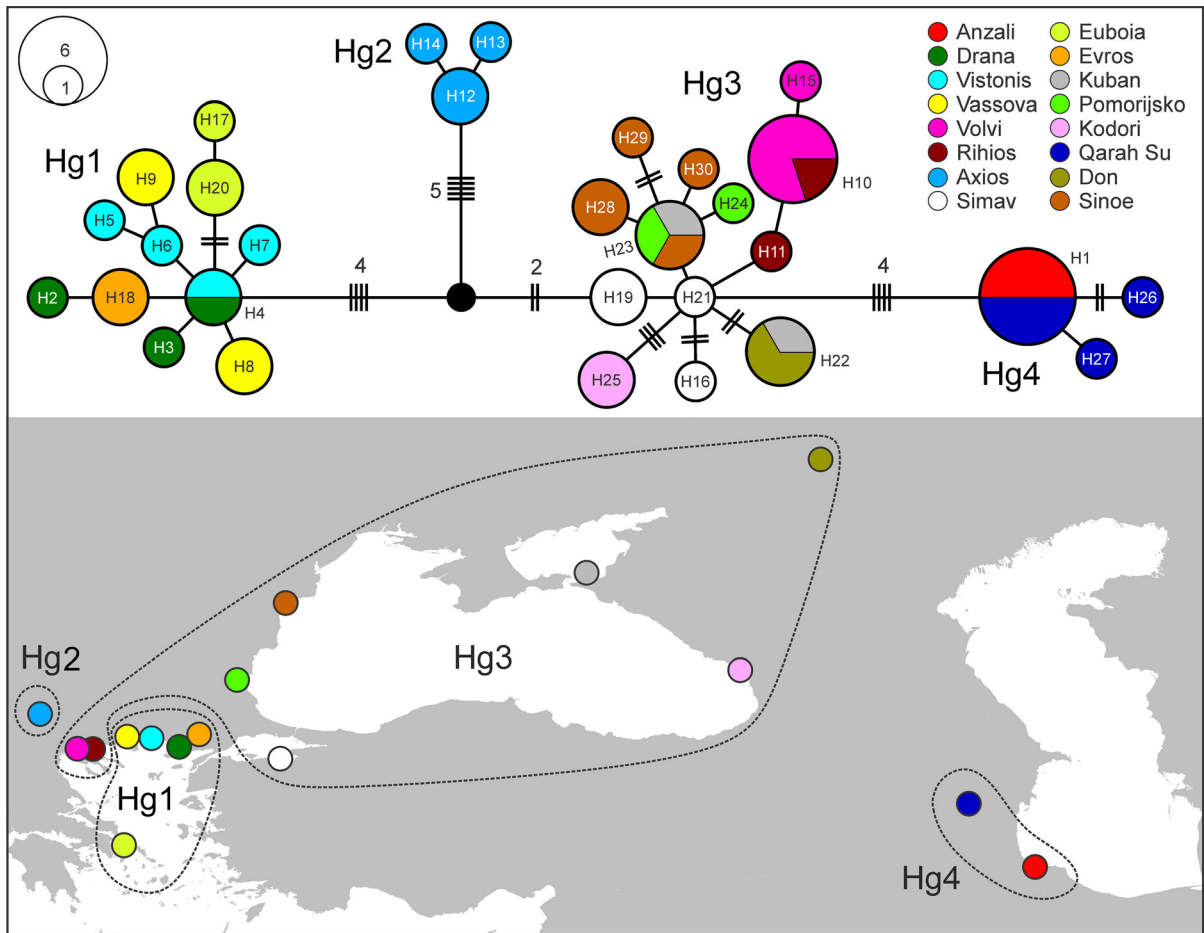 6
1
Hg1
Hg2
Hg3
Hg4
H14
H13
H12
5
H17
H9
H20
H5
H6
H7
H2
H18
H4
H3
H8
4
2
H15
H29
H30
H24
H28
H23
H10
H11
H19
H21
H25
H16
H22
4
H1
H26
H27
Anzali
Drana
Vistonis
Vassova
Volvi
Rihios
Axios
Simav
Euboia
Evros
Kuban
Pomorijsko
Kodori
Qarah Su
Don
Sinoe
Hg2
Hg3
Hg1
Hg4